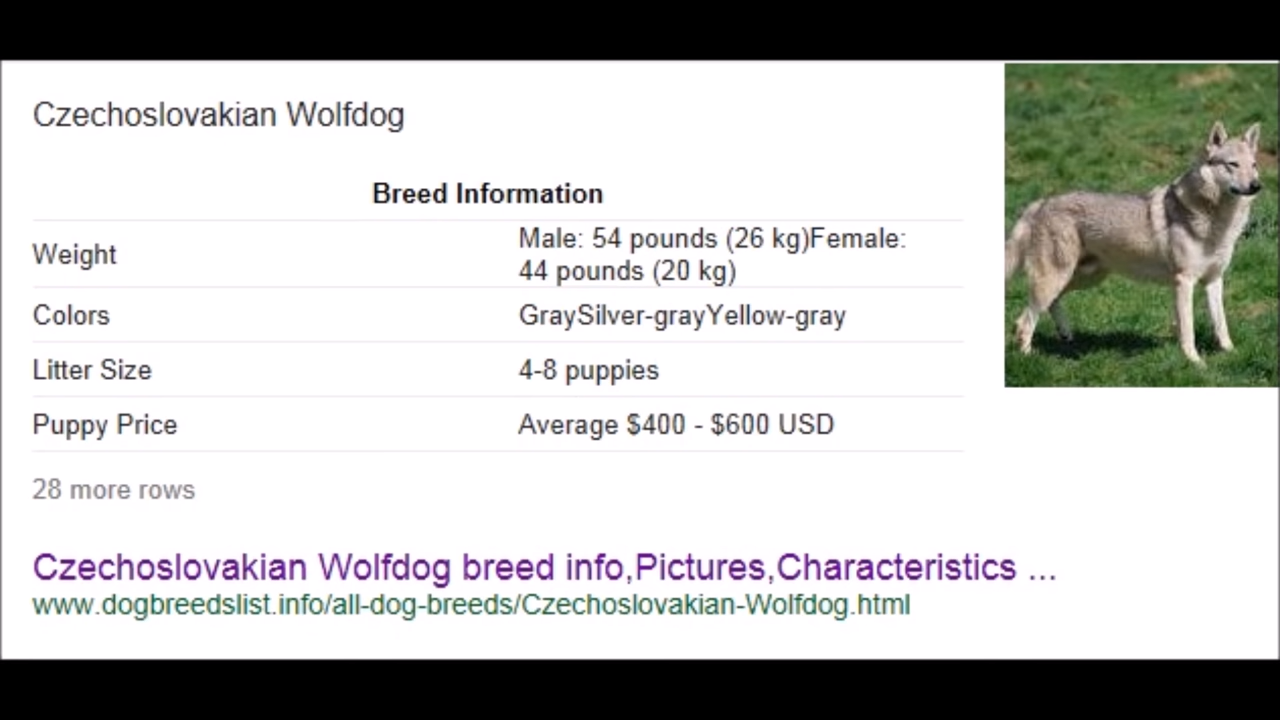 Czechoslovakian Wolfdog
Breed Information
Weight
Male: 54 pounds (26 kg)Female:
44 pounds (20 kg)
Colors
GraySilver-grayYellow-gray
Litter Size
4-8 puppies
Puppy Price
Average $400 - $600 USD
28 more rows
Czechoslovakian Wolfdog breed info,Pictures,Characteristics ...
www.dogbreedslist.info/all-dog-breeds/Czechoslovakian-Wolfdog.html